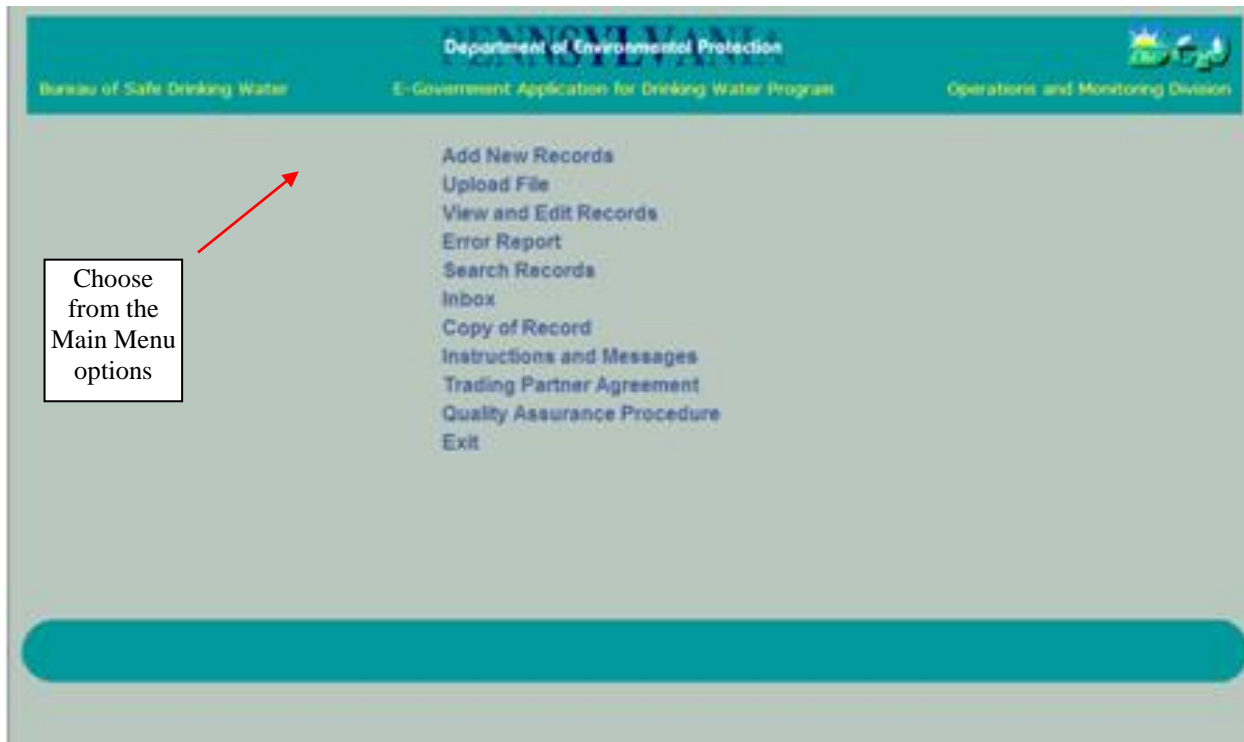 PENNSYLVANIA
Department of Environmental Protection
Bureau of Safe Drinking Water
E-Government Application for Drinking Water Program
Operations and Monitoring Division
Add New Records
Upload File
View and Edit Records
Error Report
Search Records
Inbox
Copy of Record
Instructions and Messages
Trading Partner Agreement
Quality Assurance Procedure
Exit
Choose
from the
Main Menu
options